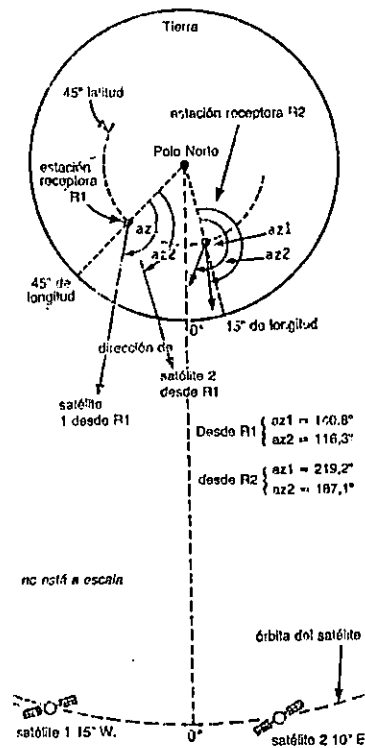 Tierra
45° latitud
estación receptora R2
Polo Norto
estación
receptora
R1
az
az1
az2
az2
45° de
longitud
0°
15° de longitud
dirección de
satélite 2
desde R1
satélite
1 desde R1
Desde R1 { az1 = 140.8°
az2 = 116,3°
desde R2 { az1 = 219,2°
az2 = 187,1°
no está a escala
órbita del satélite
satélite 1 15° W.
0°
satélite 2 10° E